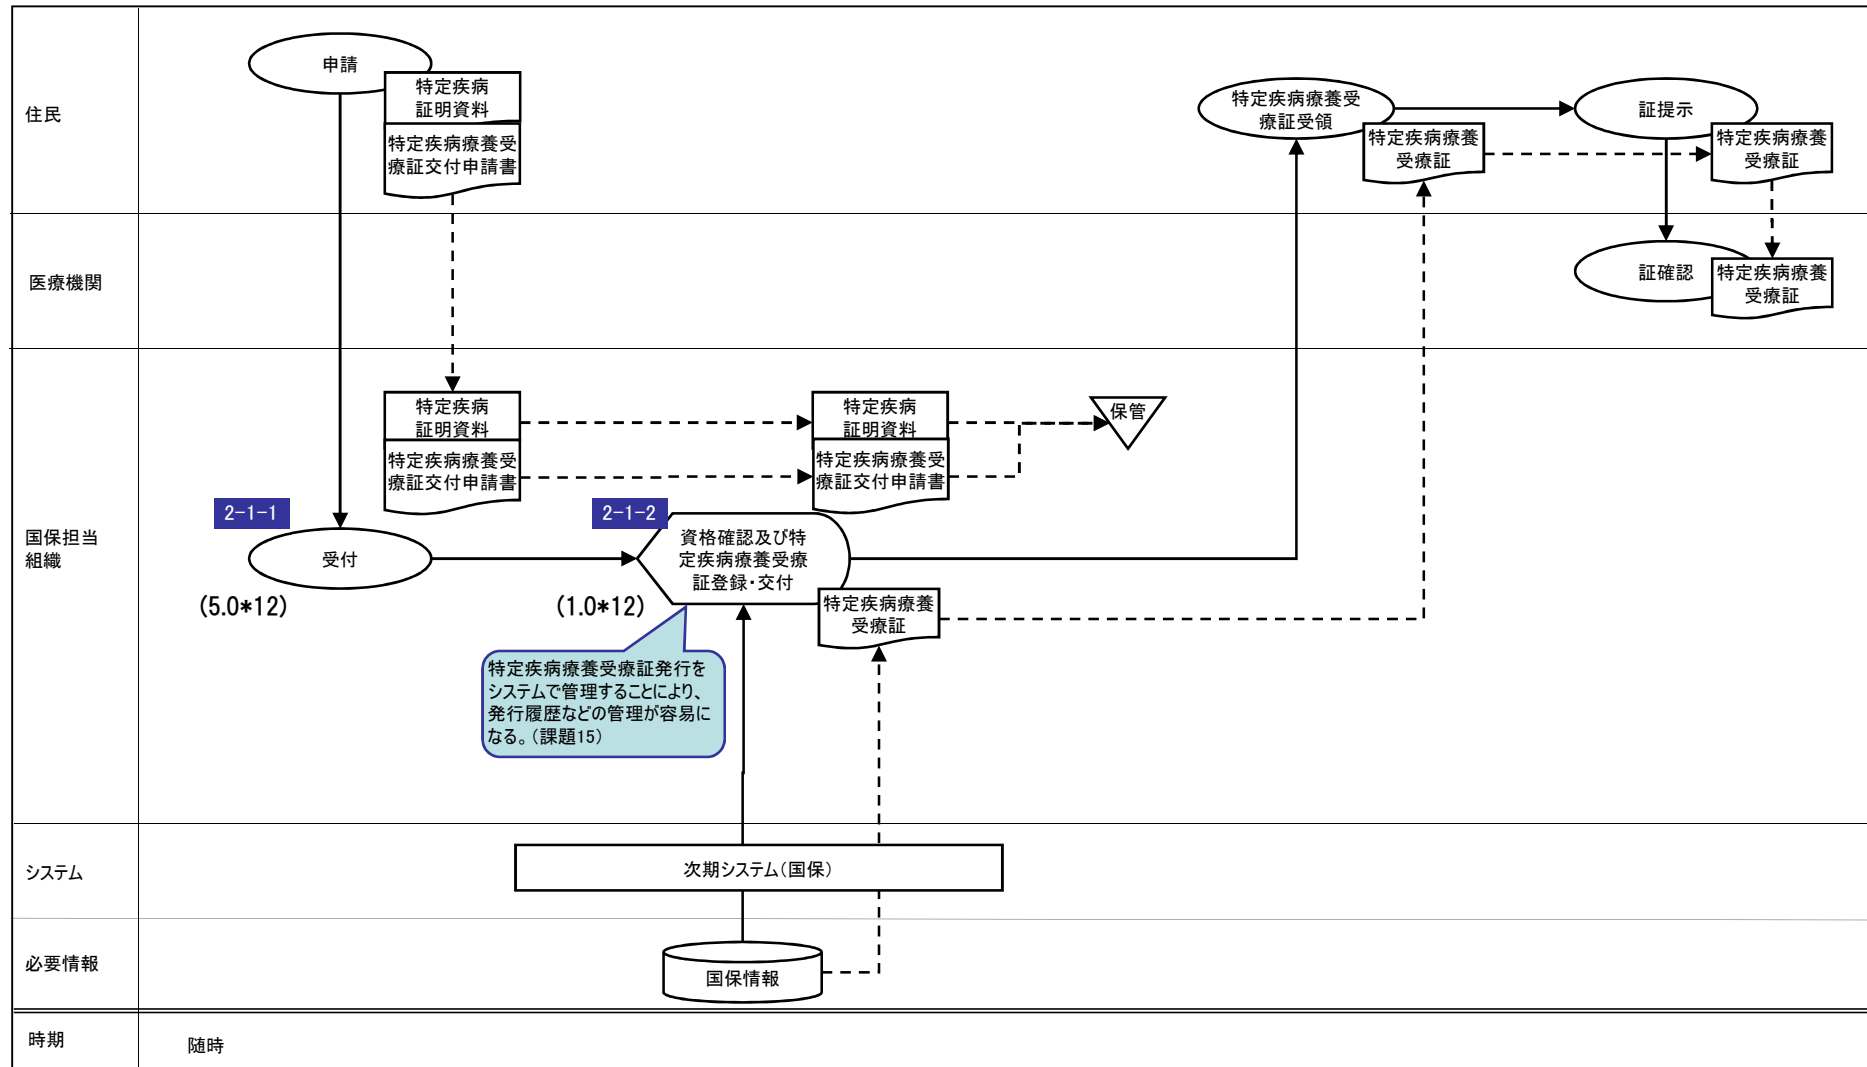 住民
申請
特定疾病
証明資料
特定疾病療養受
療証交付申請書
特定疾病療養受
療証受領
特定疾病療養
受療証
証提示
特定疾病療養
受療証
医療機関
証確認
特定疾病療養
受療証
国保担当
組織
特定疾病
証明資料
特定疾病療養受
療証交付申請書
特定疾病
証明資料
特定疾病療養受
療証交付申請書
保管
2-1-1
受付
(5.0*12)
2-1-2
資格確認及び特
定疾病療養受療
証登録・交付
(1.0*12)
特定疾病療養
受療証
特定疾病療養受療証発行を
システムで管理することにより、
発行履歴などの管理が容易に
なる。(課題15)
システム
次期システム(国保)
必要情報
国保情報
時期
随時